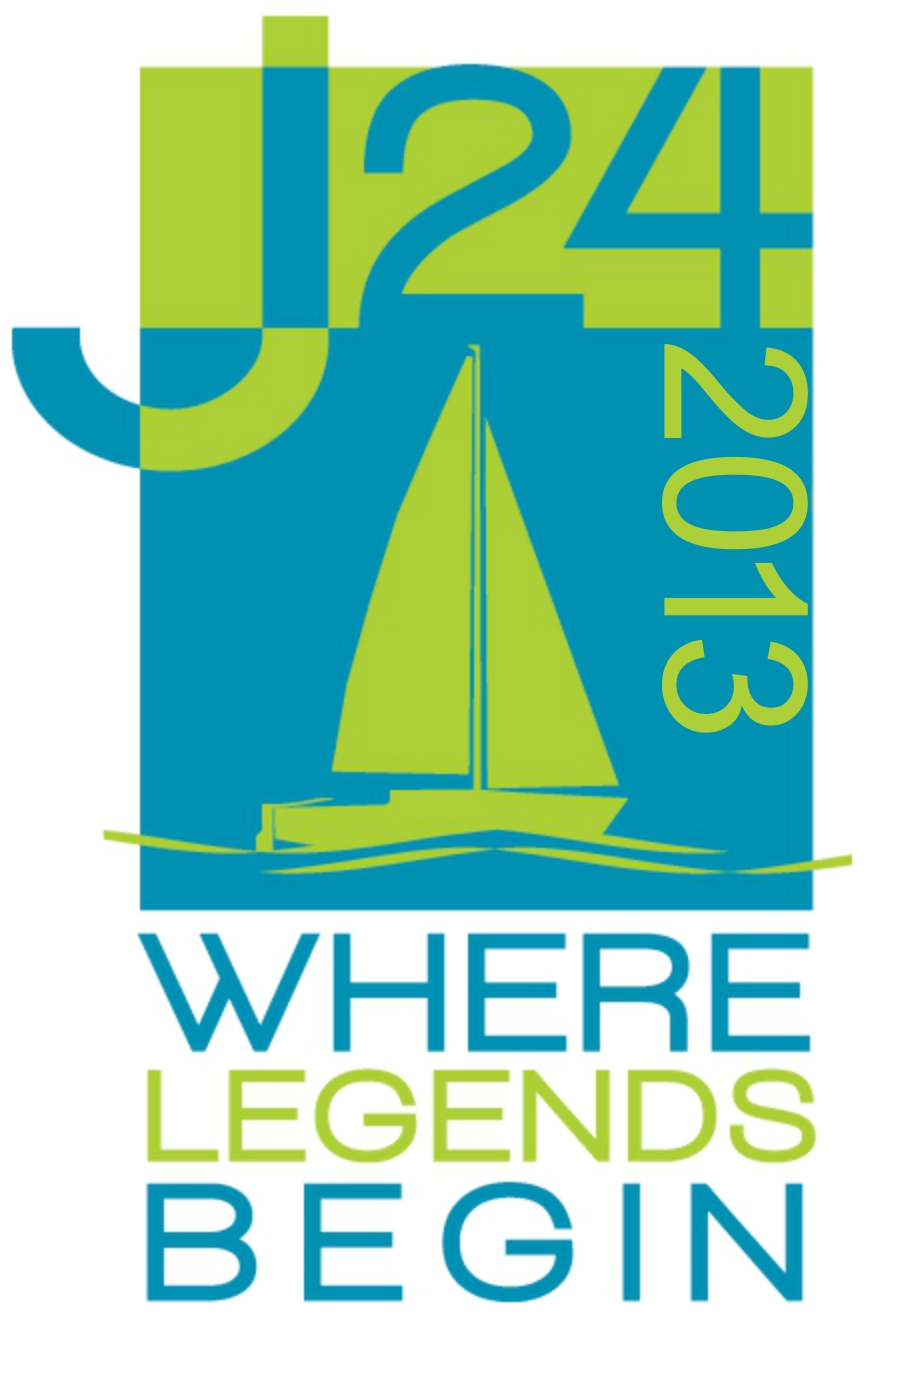 J24
2013
WHERE
LEGENDS
BEGIN